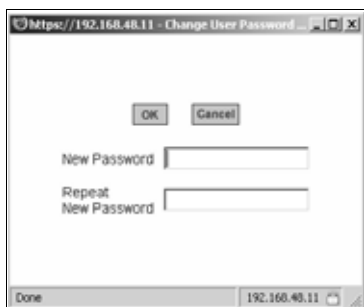 https://192.168.48.11 - Change User Password ...
OK Cancel
New Password
Repeat
New Password
Done 192.168.48.11